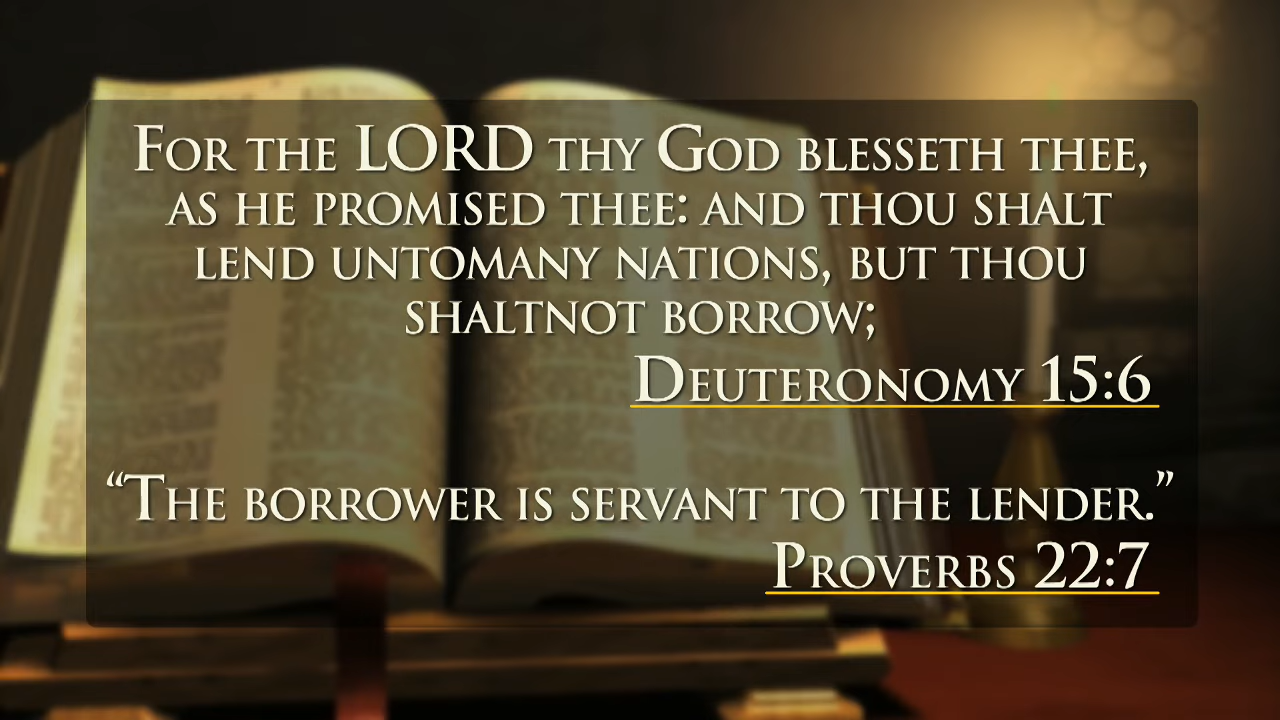 For the LORD thy God blesseth thee,
as he promised thee: and thou shalt
lend untomany nations, but thou
shaltnot borrow;
Deuteronomy 15:6
“The borrower is servant to the lender.”
Proverbs 22:7